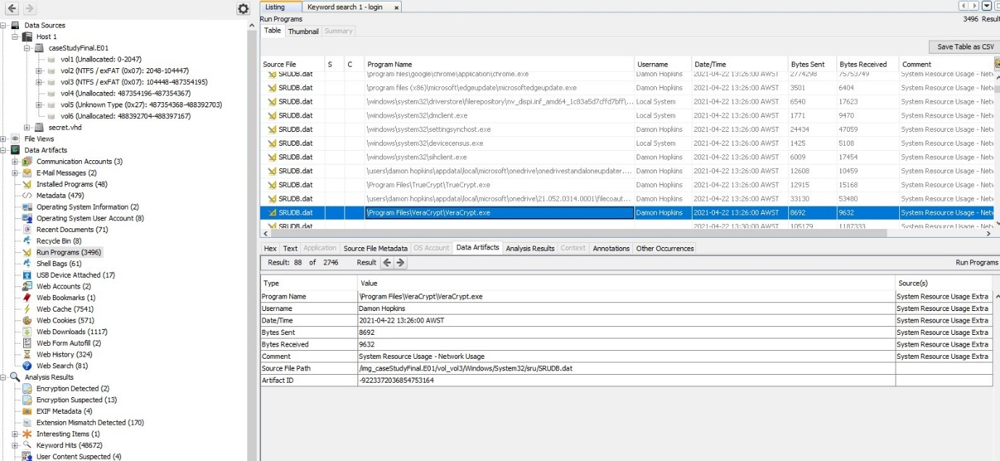 Data Sources
Host 1
caseStudyFinal.E01
vol1 (Unallocated: 0-2047)
vol2 (NTFS / exFAT (0x07): 2048-104447)
vol3 (NTFS / exFAT (0x07): 104448-487354195)
vol4 (Unallocated: 487354196-487354367)
vol5 (Unknown Type (0x27): 487354368-488392703)
vol6 (Unallocated: 488392704-488397167)
secret.vhd
File Views
Data Artifacts
Communication Accounts (3)
E-Mail Messages (2)
Installed Programs (48)
Metadata (479)
Operating System Information (2)
Operating System User Account (8)
Recent Documents (71)
Recycle Bin (8)
Run Programs (3496)
Shell Bags (61)
USB Device Attached (17)
Web Accounts (2)
Web Bookmarks (1)
Web Cache (7541)
Web Cookies (571)
Web Downloads (1117)
Web Form Autofill (2)
Web History (324)
Web Search (81)
Analysis Results
Encryption Detected (2)
Encryption Suspected (13)
EXIF Metadata (4)
Extension Mismatch Detected (170)
Interesting Items (1)
Keyword Hits (48672)
User Content Suspected (4)
Listing Keyword search 1 - login x
Run Programs 3496 Result
Table Thumbnail Summary
Save Table as CSV
Source File S C Program Name Username Date/Time Bytes Sent Bytes Received Comment
SRUDB.dat \program files\google\chrome\application\chrome.exe Damon Hopkins 2021-04-22 13:26:00 AWST 2774298 75753749 System Resource Usage - Netw
SRUDB.dat \program files (x86)\microsoft\edgeupdate\microsoftedgeupdate.exe Damon Hopkins 2021-04-22 13:26:00 AWST 3501 6404 System Resource Usage - Netw
SRUDB.dat \windows\system32\driverstore\filerepository\nv_dispi.inf_amd64_1c83a5d7cffd7bff\... Local System 2021-04-22 13:26:00 AWST 6540 17623 System Resource Usage - Netw
SRUDB.dat \windows\system32\dmclient.exe Local System 2021-04-22 13:26:00 AWST 1771 9470 System Resource Usage - Netw
SRUDB.dat \windows\system32\settingsynchost.exe Damon Hopkins 2021-04-22 13:26:00 AWST 24434 47059 System Resource Usage - Netw
SRUDB.dat \windows\system32\devicecensus.exe Local System 2021-04-22 13:26:00 AWST 1425 5108 System Resource Usage - Netw
SRUDB.dat \windows\system32\sihclient.exe Damon Hopkins 2021-04-22 13:26:00 AWST 6009 17454 System Resource Usage - Netw
SRUDB.dat \users\damon hopkins\appdata\local\microsoft\onedrive\onedrivestandaloneupdater.... Damon Hopkins 2021-04-22 13:26:00 AWST 12608 10459 System Resource Usage - Netw
SRUDB.dat \Program Files\TrueCrypt\TrueCrypt.exe Damon Hopkins 2021-04-22 13:26:00 AWST 12915 15168 System Resource Usage - Netw
SRUDB.dat \users\damon hopkins\appdata\local\microsoft\onedrive\21.052.0314.0001\filecoaut... Damon Hopkins 2021-04-22 13:26:00 AWST 33130 53480 System Resource Usage - Netw
SRUDB.dat \Program Files\VeraCrypt\VeraCrypt.exe Damon Hopkins 2021-04-22 13:26:00 AWST 8692 9632 System Resource Usage - Netw
SRUDB.dat 2021-04-22 13:30:00 AWST 105179 1187333 System Resource Usage - Netw
Hex Text Application Source File Metadata OS Account Data Artifacts Analysis Results Context Annotations Other Occurrences
Result: 88 of 2746 Result Run Programs
Type Value Source(s)
Program Name \Program Files\VeraCrypt\VeraCrypt.exe System Resource Usage Extra
Username Damon Hopkins System Resource Usage Extra
Date/Time 2021-04-22 13:26:00 AWST System Resource Usage Extra
Bytes Sent 8692 System Resource Usage Extra
Bytes Received 9632 System Resource Usage Extra
Comment System Resource Usage - Network Usage System Resource Usage Extra
Source File Path /img_caseStudyFinal.E01/vol_vol3/Windows/System32/sru/SRUDB.dat
Artifact ID -9223372036854753164